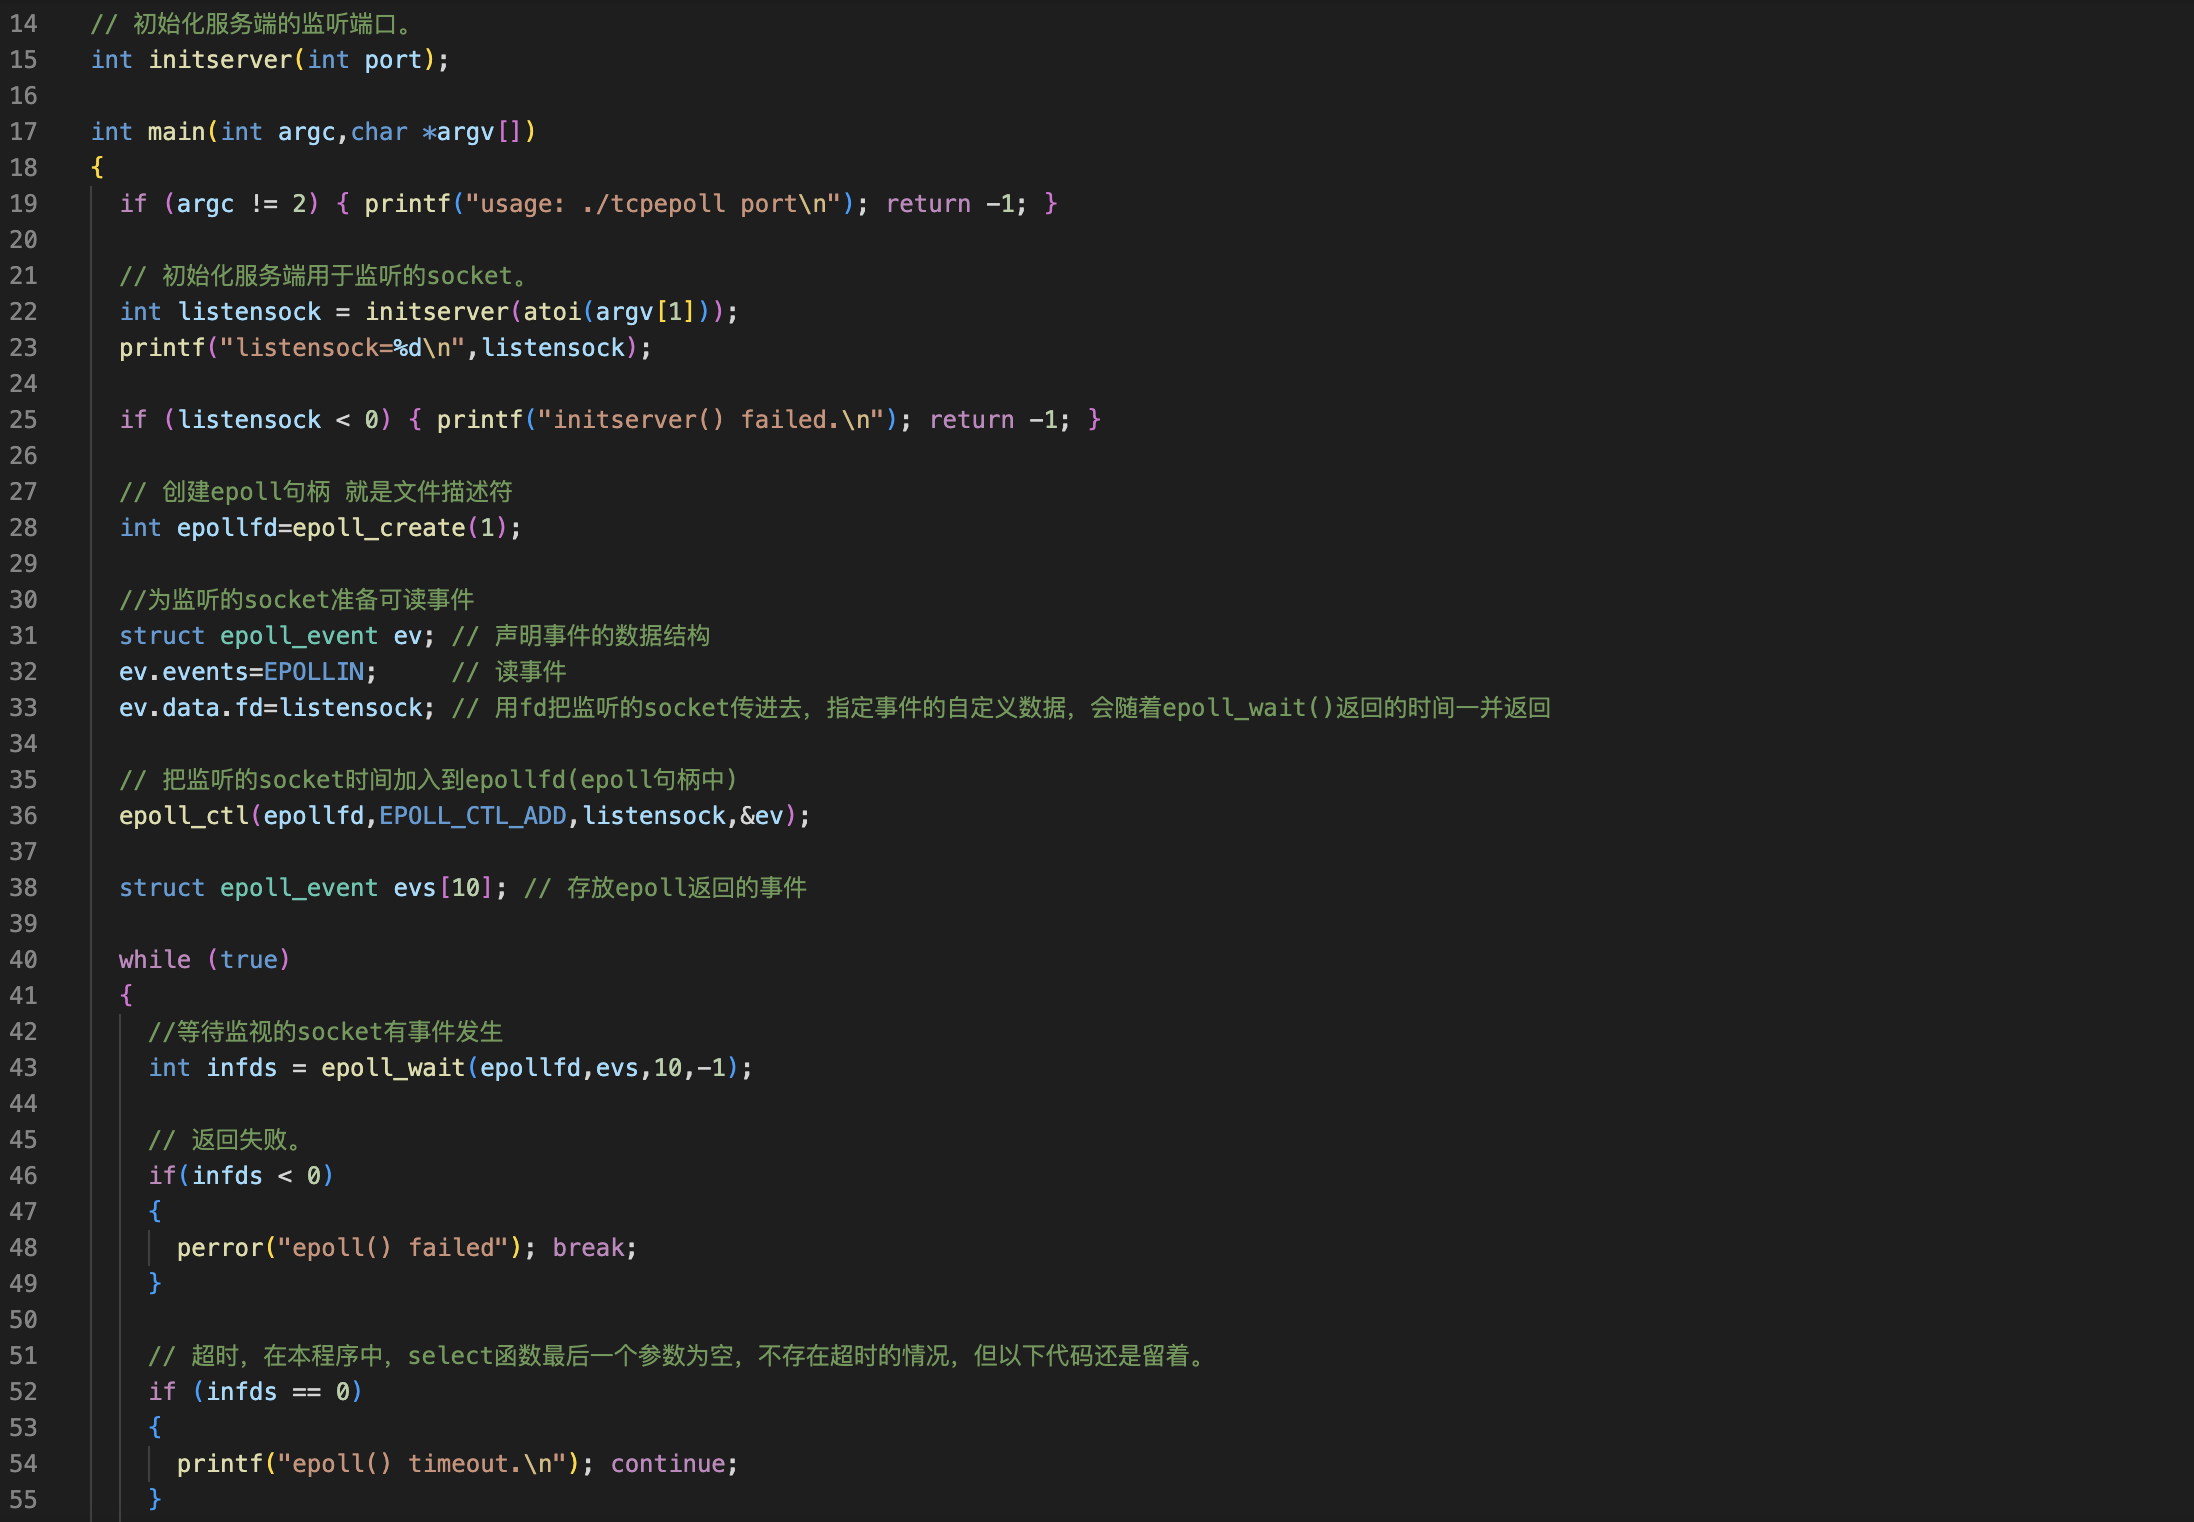 14 // 初始化服务端的监听端口。
15 int initserver(int port);
16
17 int main(int argc,char *argv[])
18 {
19 if (argc != 2) { printf("usage: ./tcpepoll port\n"); return -1; }
20
21 // 初始化服务端用于监听的socket。
22 int listensock = initserver(atoi(argv[1]));
23 printf("listensock=%d\n",listensock);
24
25 if (listensock < 0) { printf("initserver() failed.\n"); return -1; }
26
27 // 创建epoll句柄 就是文件描述符
28 int epollfd=epoll_create(1);
29
30 //为监听的socket准备可读事件
31 struct epoll_event ev; // 声明事件的数据结构
32 ev.events=EPOLLIN; // 读事件
33 ev.data.fd=listensock; // 用fd把监听的socket传进去，指定事件的自定义数据，会随着epoll_wait()返回的时间一并返回
34
35 // 把监听的socket时间加入到epollfd(epoll句柄中)
36 epoll_ctl(epollfd,EPOLL_CTL_ADD,listensock,&ev);
37
38 struct epoll_event evs[10]; // 存放epoll返回的事件
39
40 while (true)
41 {
42 //等待监视的socket有事件发生
43 int infds = epoll_wait(epollfd,evs,10,-1);
44
45 // 返回失败。
46 if(infds < 0)
47 {
48 perror("epoll() failed"); break;
49 }
50
51 // 超时，在本程序中，select函数最后一个参数为空，不存在超时的情况，但以下代码还是留着。
52 if (infds == 0)
53 {
54 printf("epoll() timeout.\n"); continue;
55 }